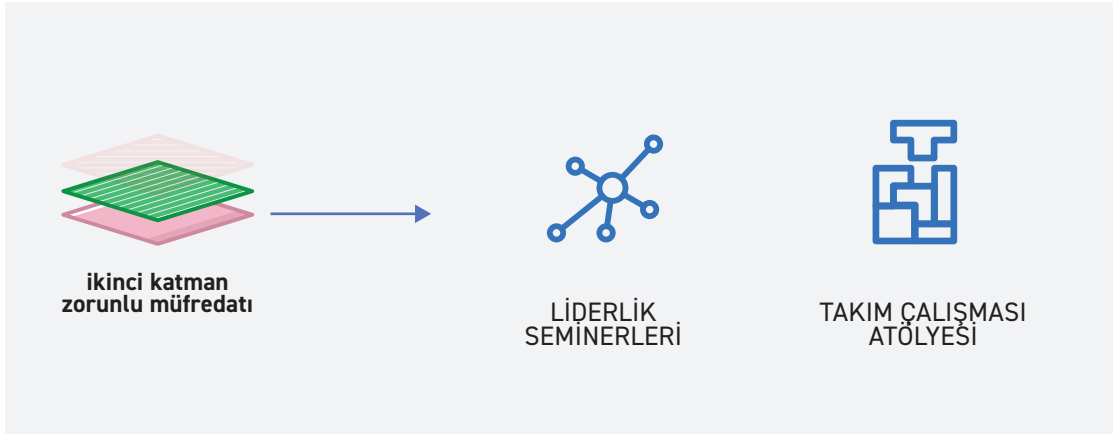 ikinci katman
zorunlu müfredatı
LİDERLİK
SEMİNERLERİ
TAKIM ÇALIŞMASI
ATÖLYESİ